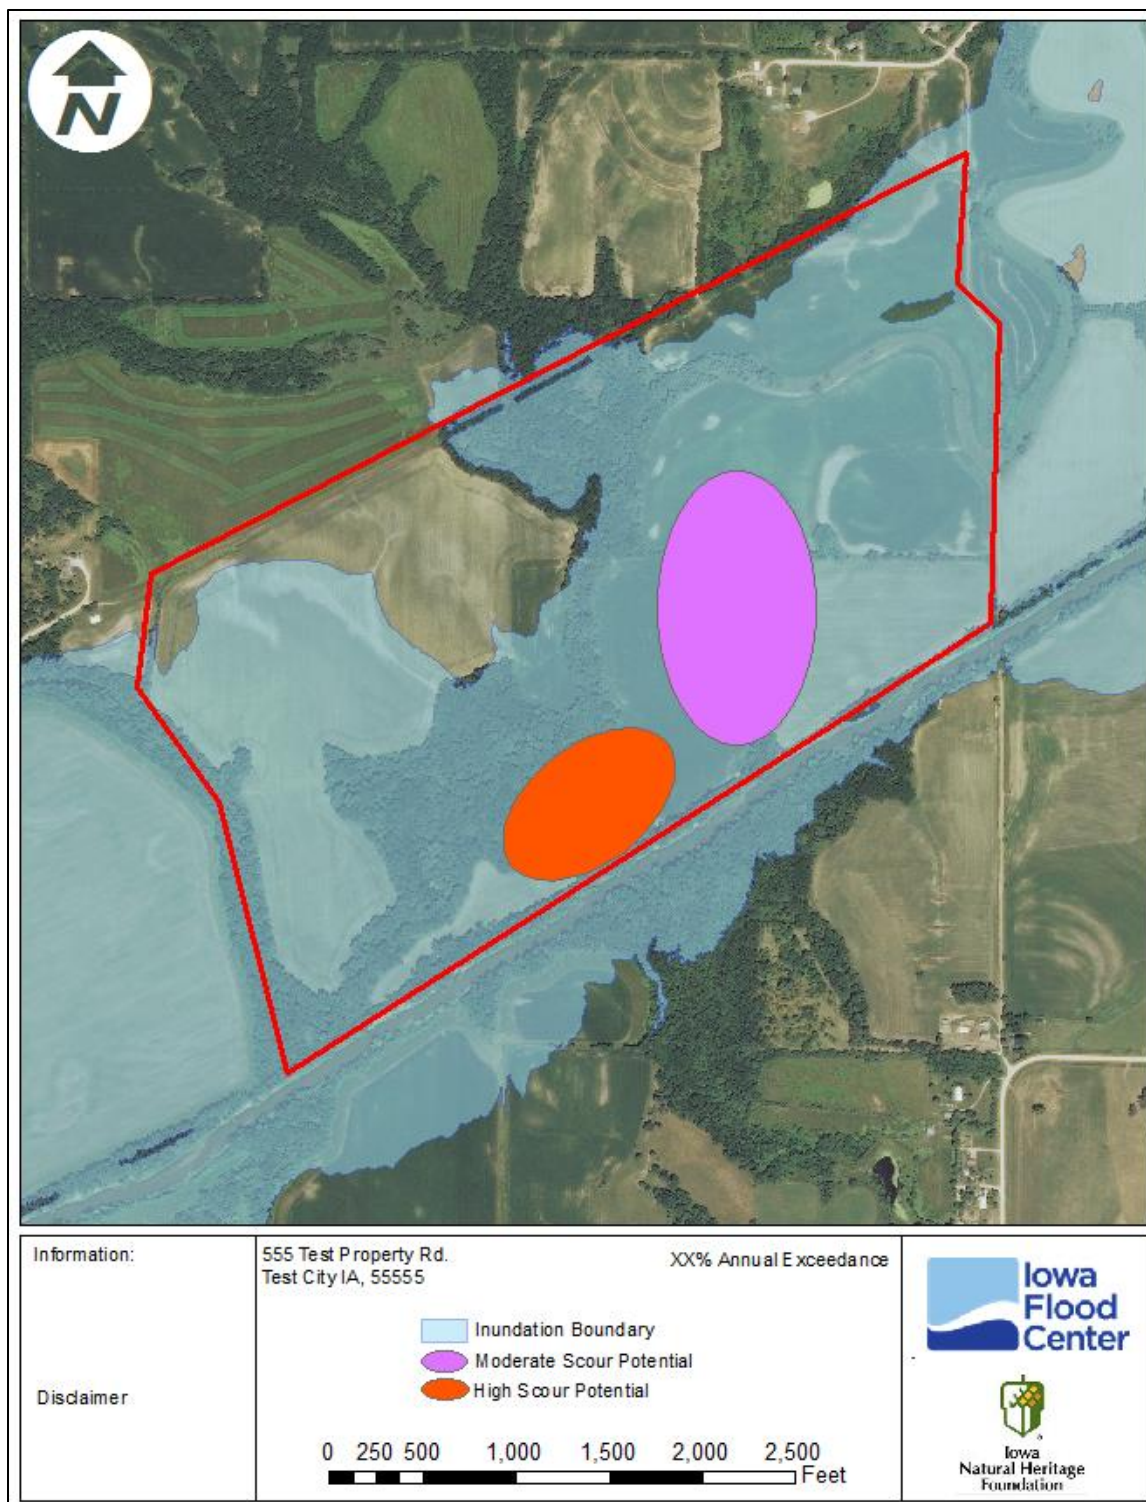 N
Information:
555 Test Property Rd.
Test City IA, 55555
XX% Annual Exceedance
Inundation Boundary
Moderate Scour Potential
High Scour Potential
Disclaimer
0 250 500 1,000 1,500 2,000 2,500
Feet
Iowa
Flood
Center
Iowa
Natural Heritage
Foundation